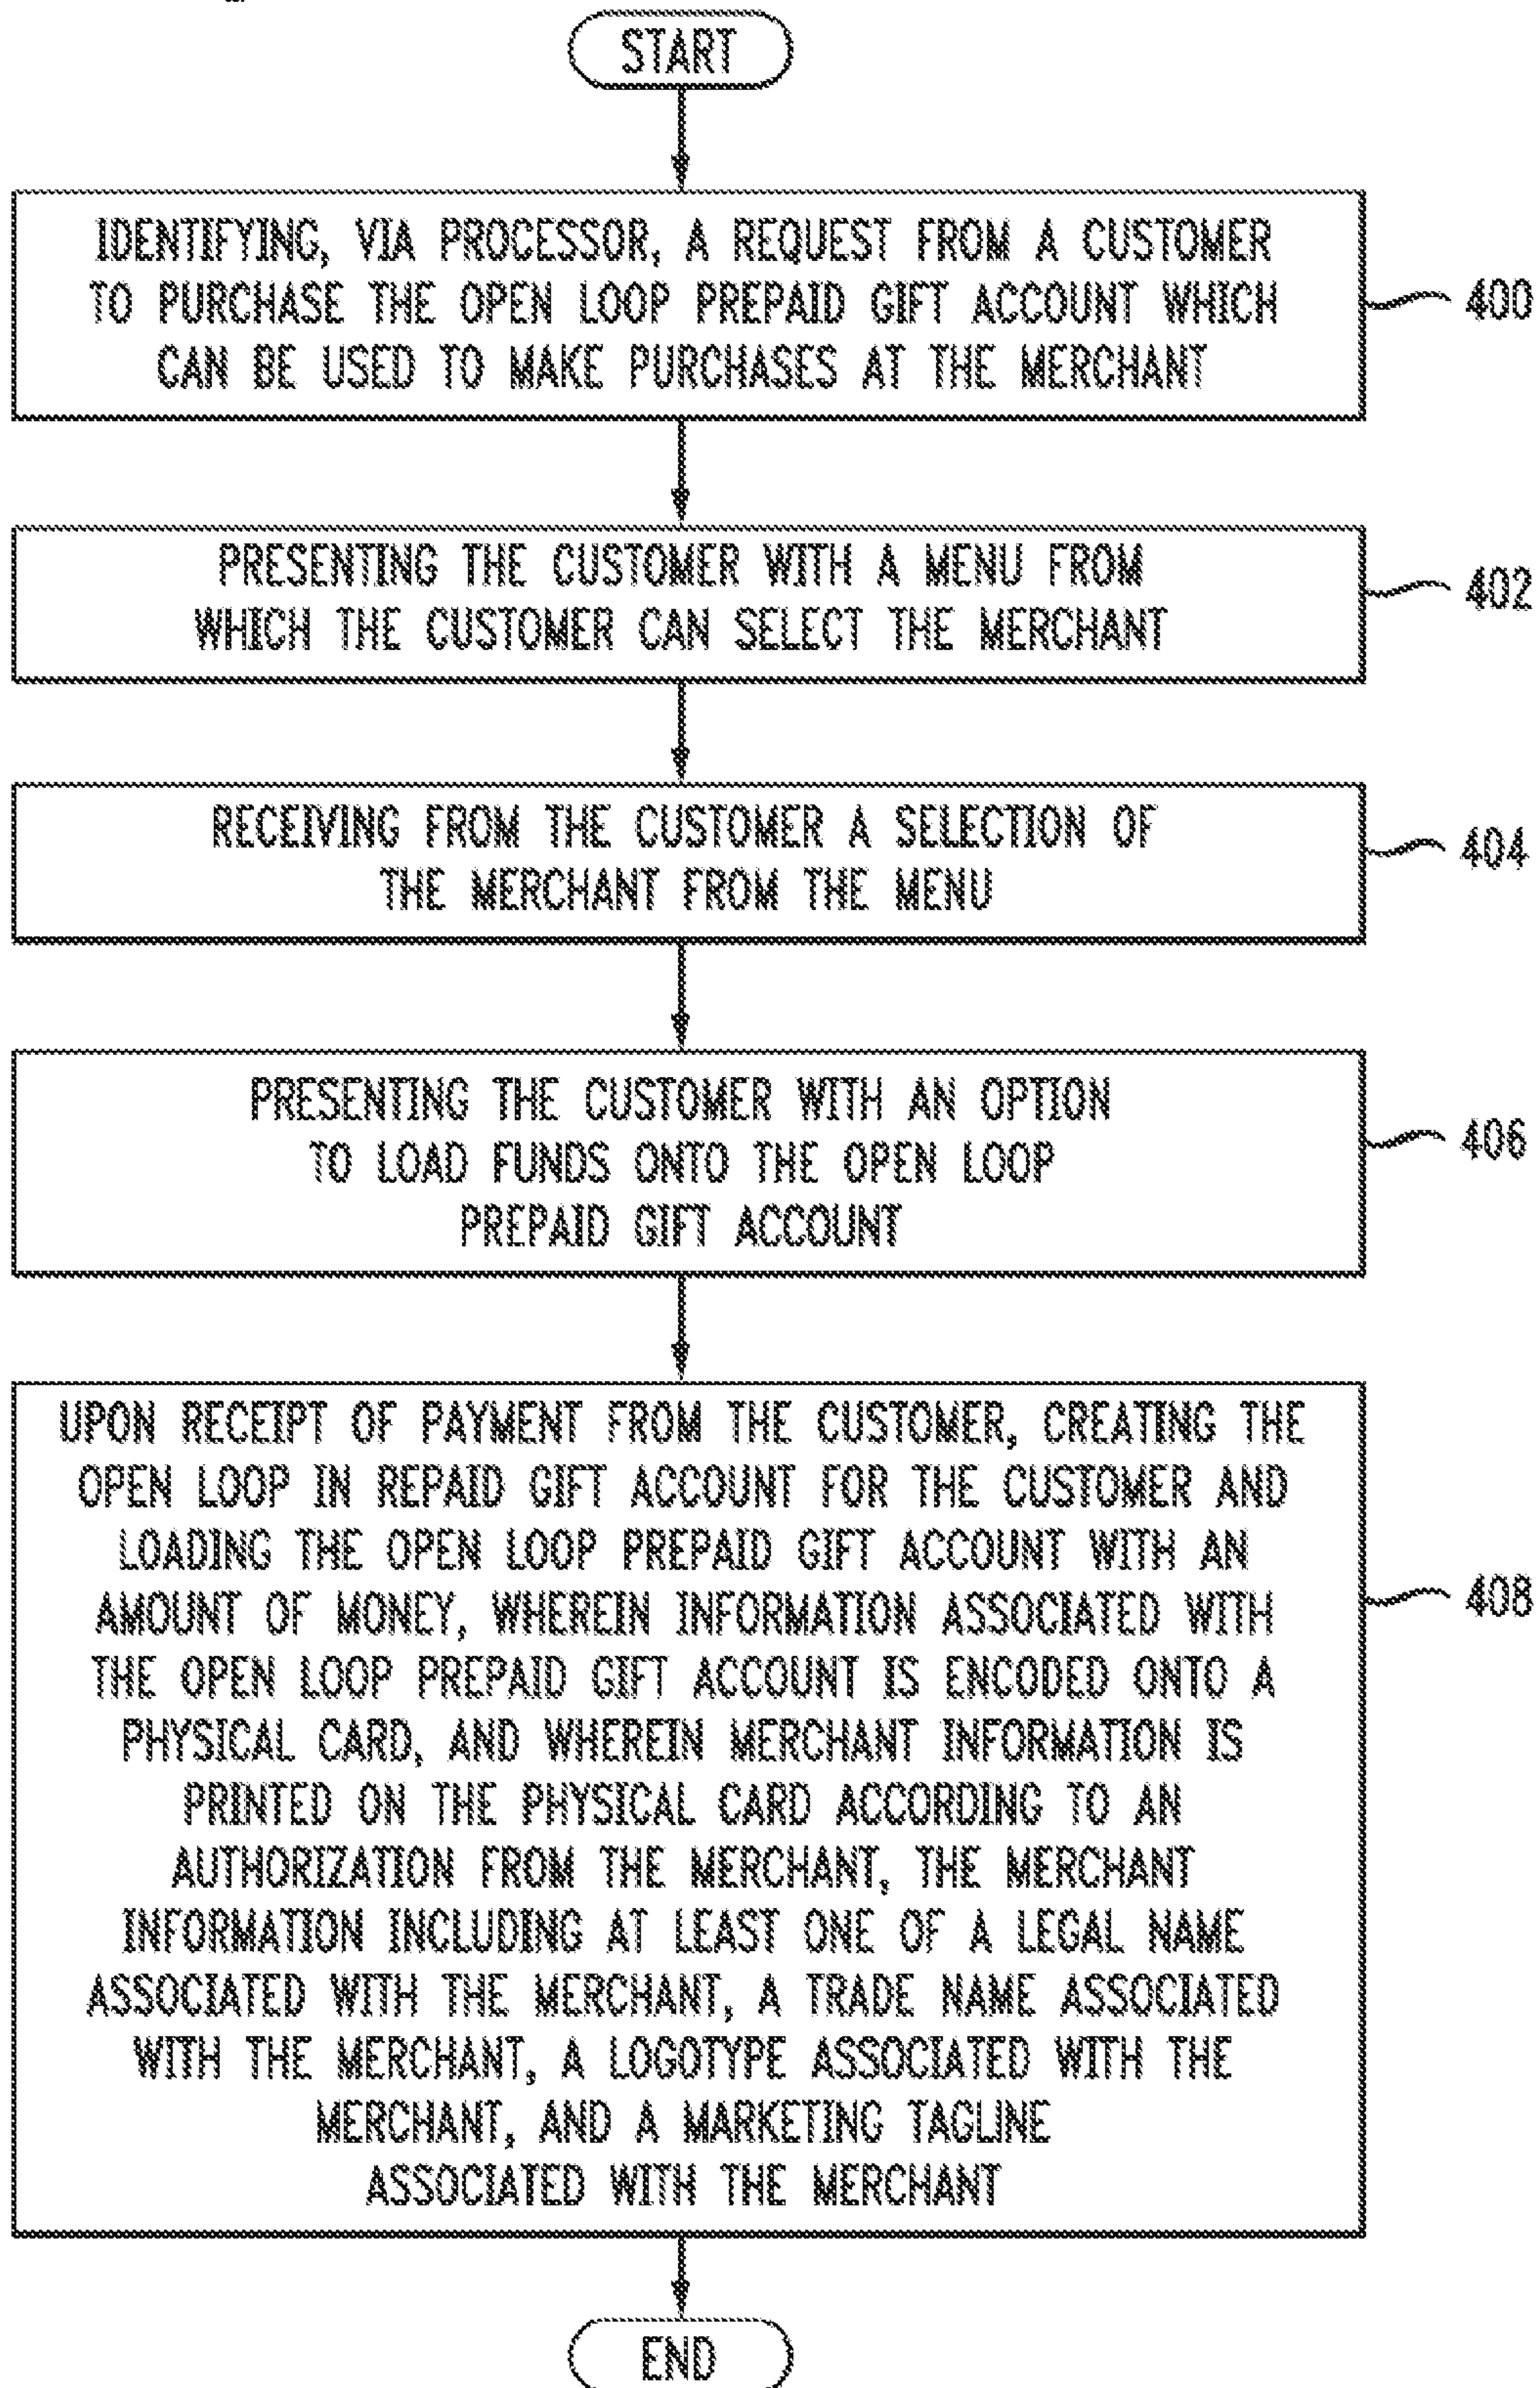 START
IDENTIFYING, VIA PROCESSOR, A REQUEST FROM A CUSTOMER
TO PURCHASE THE OPEN LOOP PREPAID GIFT ACCOUNT WHICH
CAN BE USED TO MAKE PURCHASES AT THE MERCHANT
400
PRESENTING THE CUSTOMER WITH A MENU FROM
WHICH THE CUSTOMER CAN SELECT THE MERCHANT
402
RECEIVING FROM THE CUSTOMER A SELECTION OF
THE MERCHANT FROM THE MENU
404
PRESENTING THE CUSTOMER WITH AN OPTION
TO LOAD FUNDS ONTO THE OPEN LOOP
PREPAID GIFT ACCOUNT
406
UPON RECEIPT OF PAYMENT FROM THE CUSTOMER, CREATING THE
OPEN LOOP IN REPAID GIFT ACCOUNT FOR THE CUSTOMER AND
LOADING THE OPEN LOOP PREPAID GIFT ACCOUNT WITH AN
AMOUNT OF MONEY, WHEREIN INFORMATION ASSOCIATED WITH
THE OPEN LOOP PREPAID GIFT ACCOUNT IS ENCODED ONTO A
PHYSICAL CARD, AND WHEREIN MERCHANT INFORMATION IS
PRINTED ON THE PHYSICAL CARD ACCORDING TO AN
AUTHORIZATION FROM THE MERCHANT, THE MERCHANT
INFORMATION INCLUDING AT LEAST ONE OF A LEGAL NAME
ASSOCIATED WITH THE MERCHANT, A TRADE NAME ASSOCIATED
WITH THE MERCHANT, A LOGOTYPE ASSOCIATED WITH THE
MERCHANT, AND A MARKETING TAGLINE
ASSOCIATED WITH THE MERCHANT
408
END